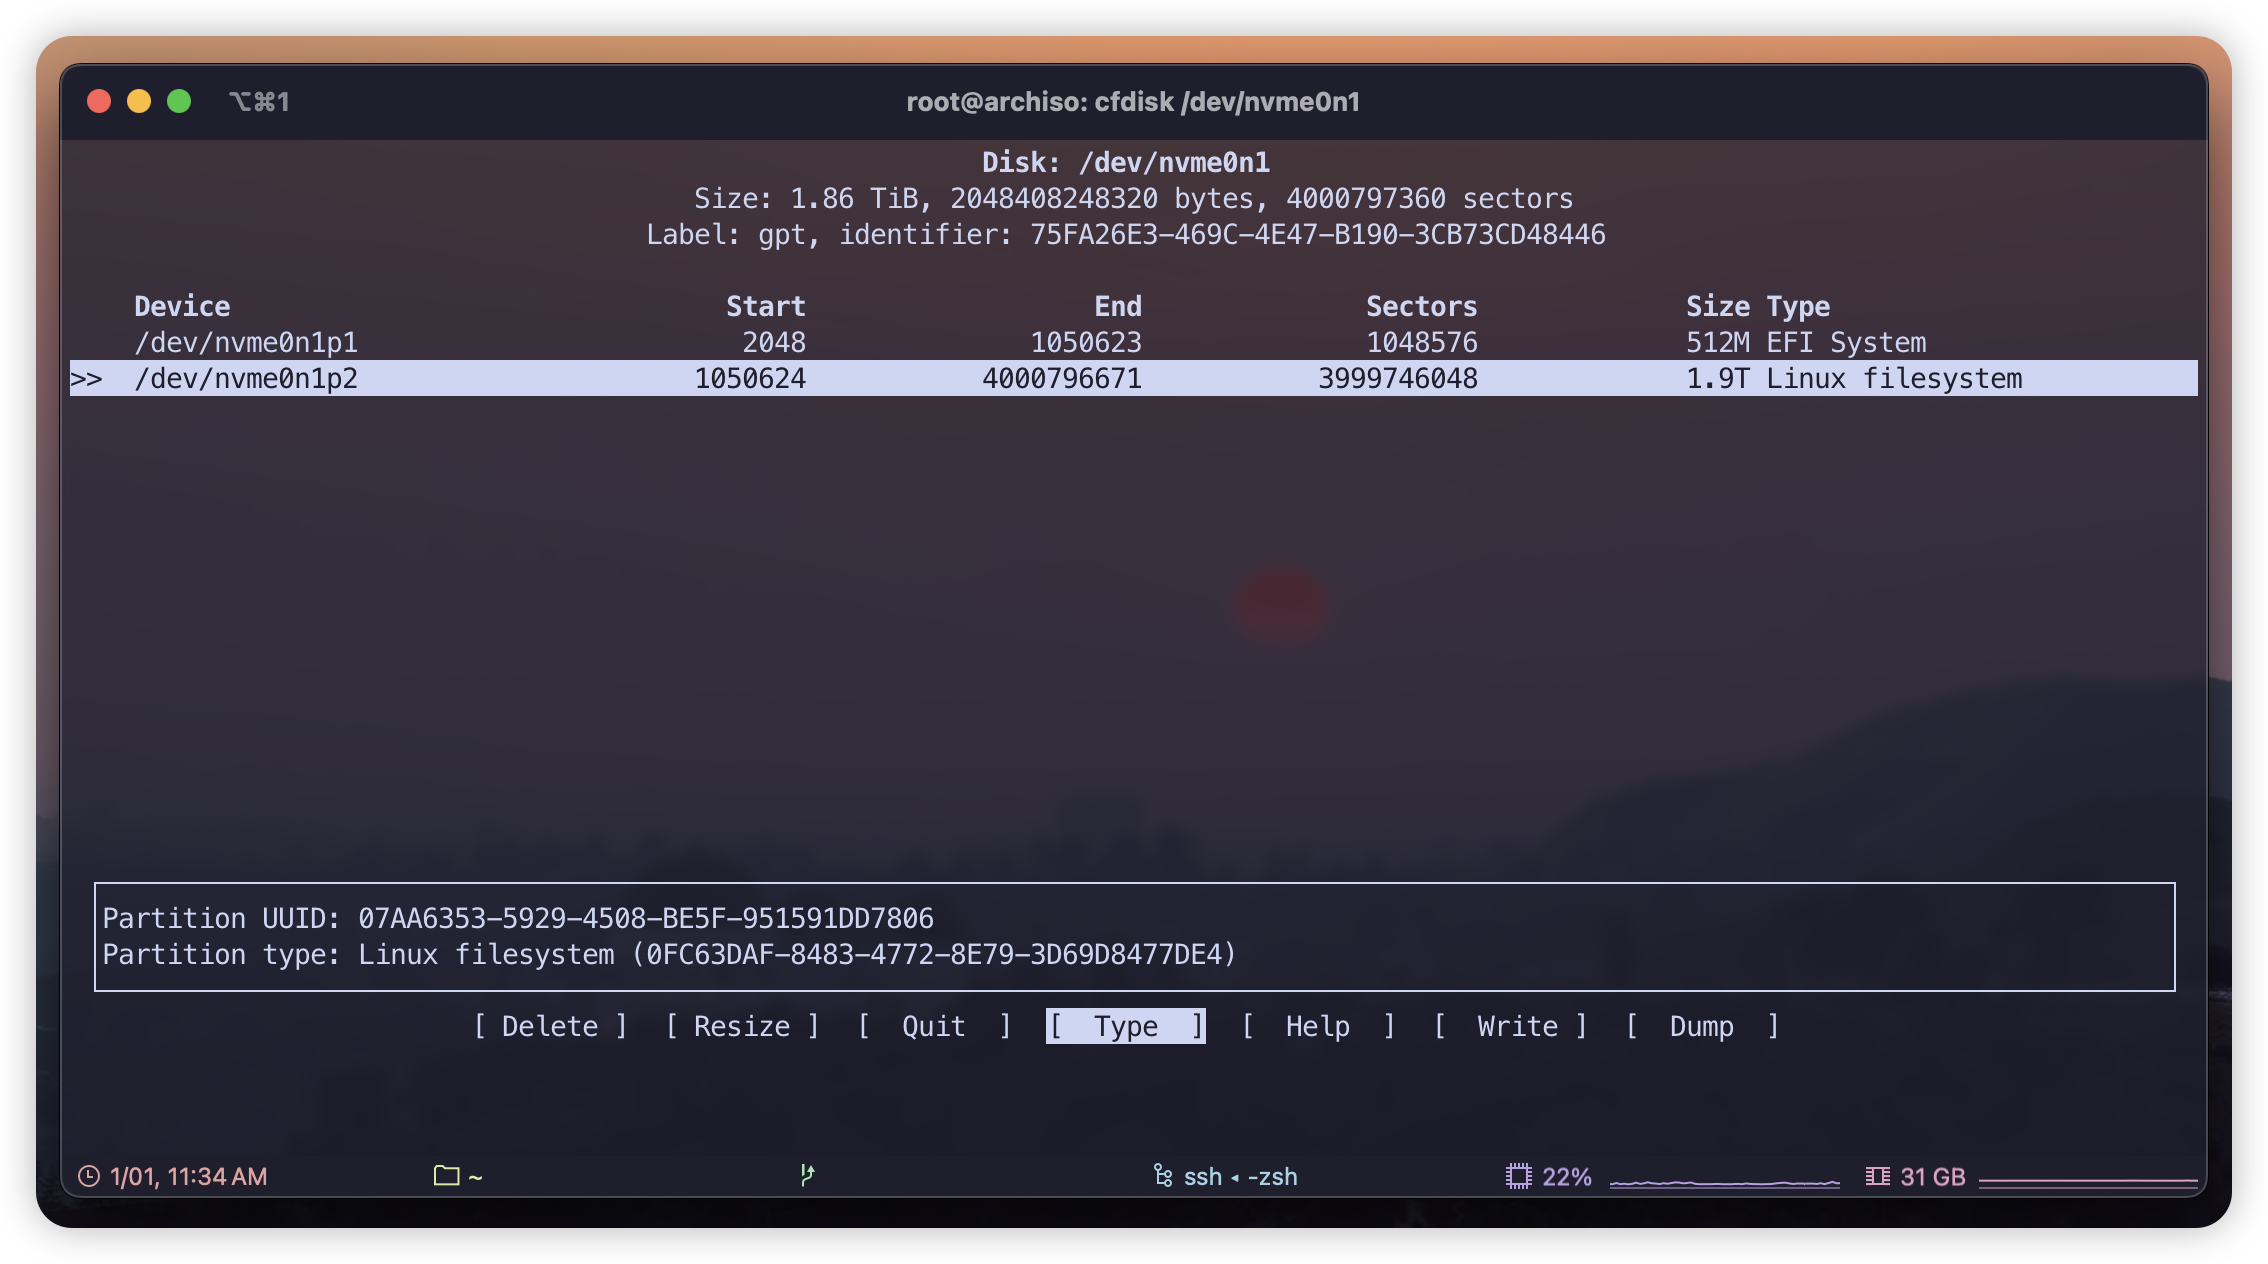 ⌥⌘1 root@archiso: cfdisk /dev/nvme0n1
Disk: /dev/nvme0n1
Size: 1.86 TiB, 2048408248320 bytes, 4000797360 sectors
Label: gpt, identifier: 75FA26E3-469C-4E47-B190-3CB73CD48446
Device Start End Sectors Size Type
/dev/nvme0n1p1 2048 1050623 1048576 512M EFI System
>> /dev/nvme0n1p2 1050624 4000796671 3999746048 1.9T Linux filesystem
Partition UUID: 07AA6353-5929-4508-BE5F-951591DD7806
Partition type: Linux filesystem (0FC63DAF-8483-4772-8E79-3D69D8477DE4)
[ Delete ] [ Resize ] [ Quit ] [ Type ] [ Help ] [ Write ] [ Dump ]
1/01, 11:34 AM ~ ssh ◂ -zsh 22% 31 GB